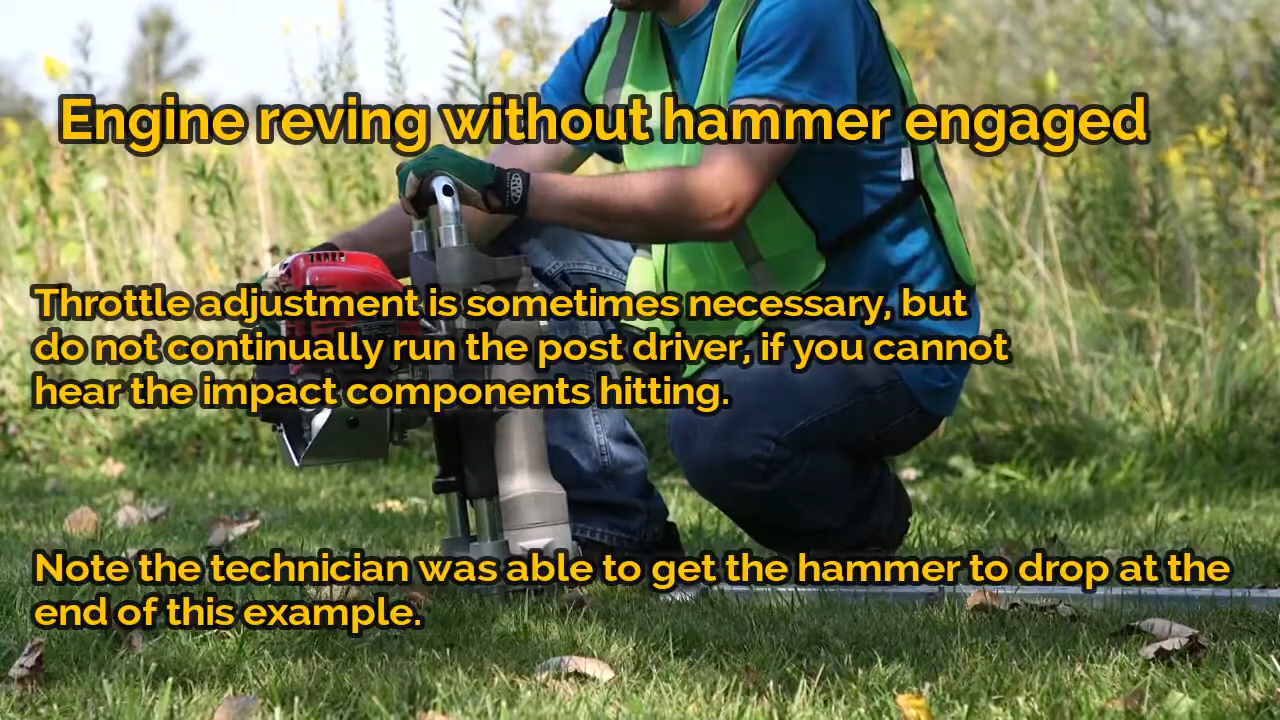 Engine reving without hammer engaged
Throttle adjustment is sometimes necessary, but
do not continually run the post driver, if you cannot
hear the impact components hitting.
Note the technician was able to get the hammer to drop at the
end of this example.